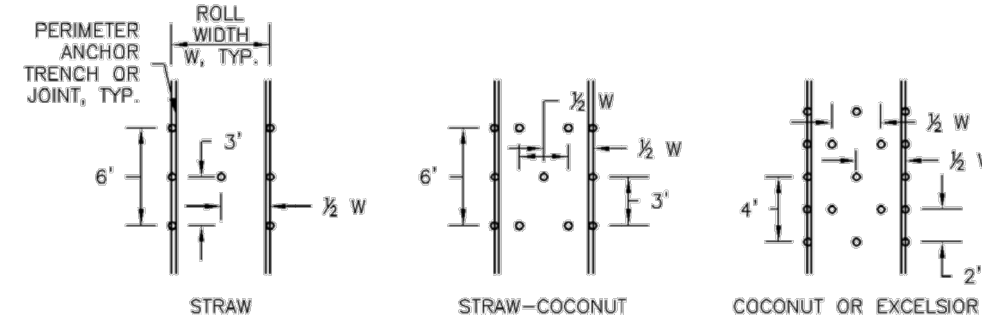 PERIMETER
ANCHOR
TRENCH OR
JOINT, TYP.
ROLL
WIDTH
W, TYP.
3'
6'
½ W
STRAW
½ W
½ W
6'
3'
STRAW-COCONUT
½ W
½ W
4'
2'
COCONUT OR EXCELSIOR